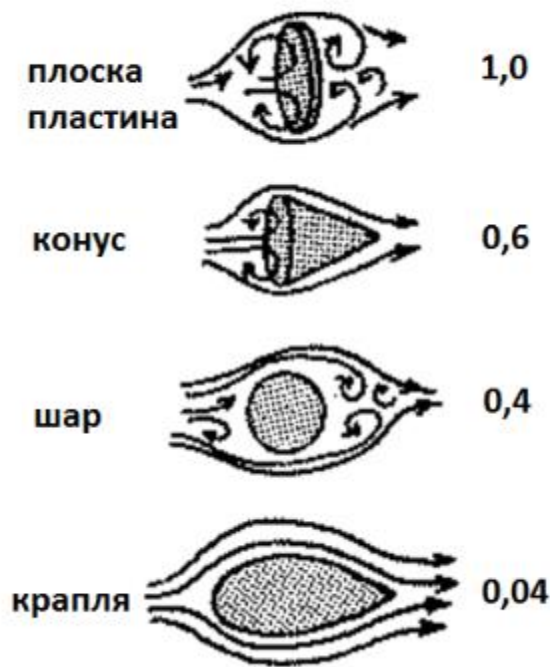 плоска 1,0
пластина
конус 0,6
шар 0,4
крапля 0,04